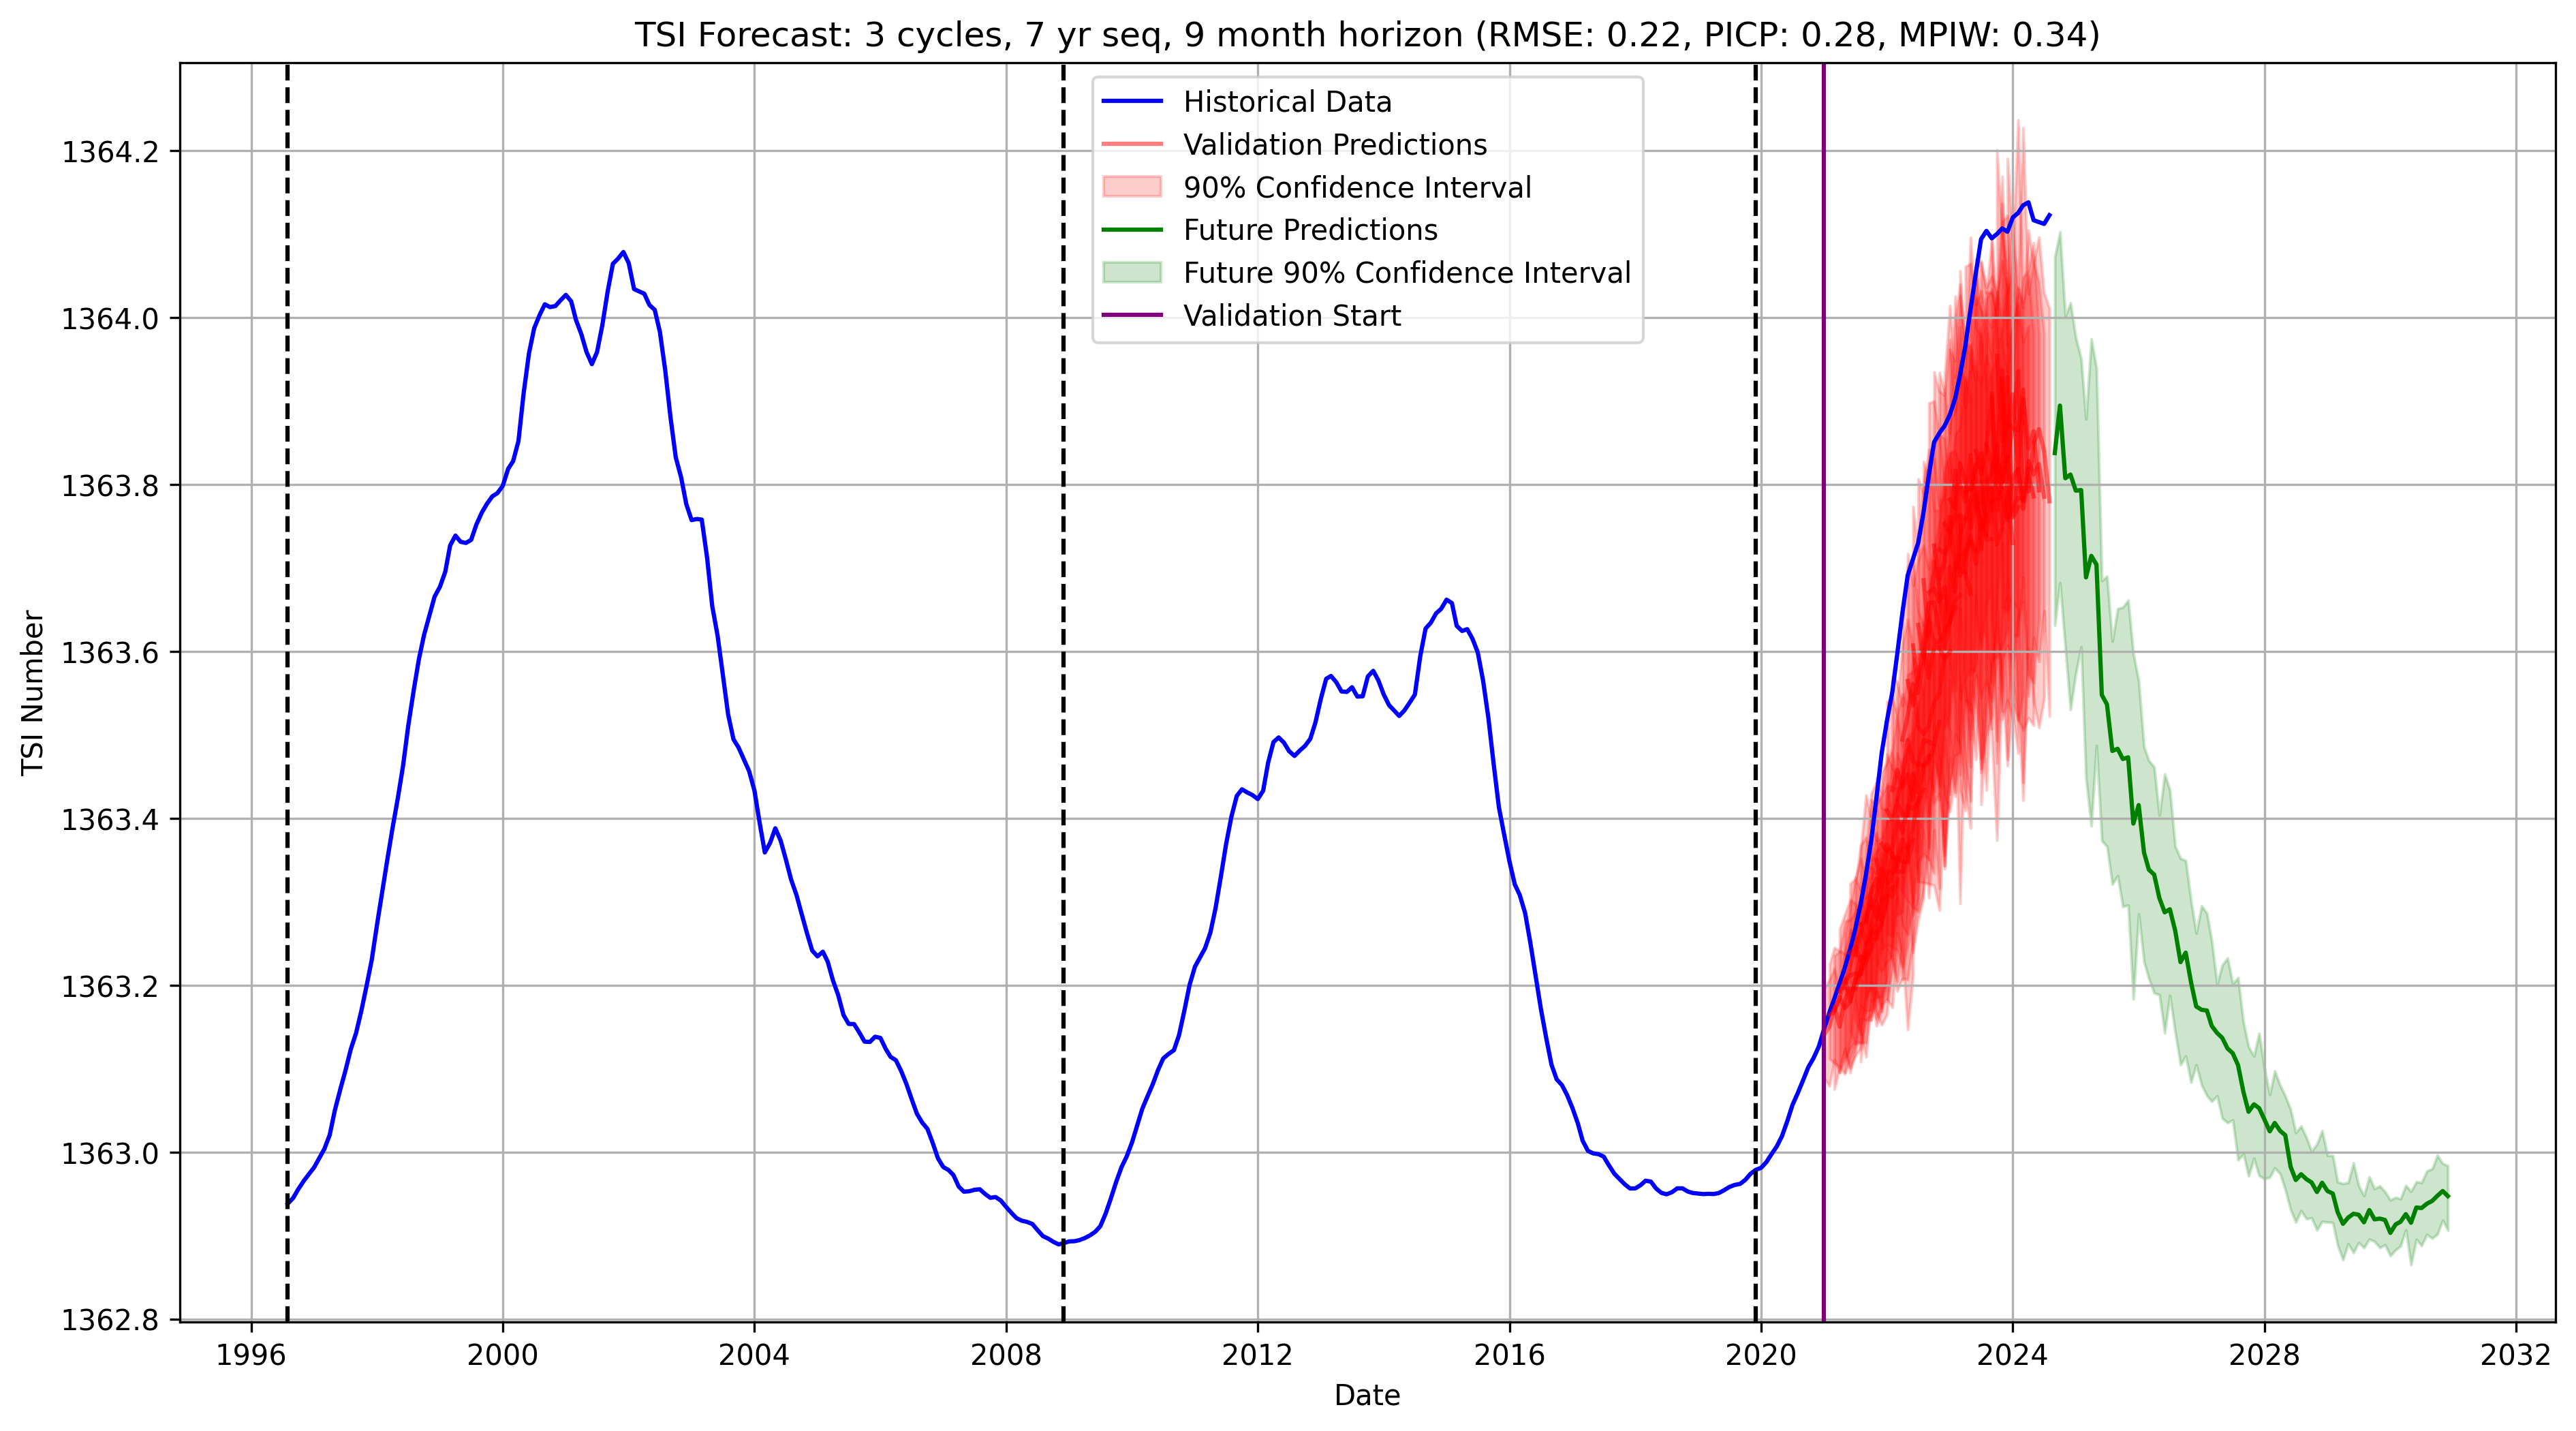 TSI Forecast: 3 cycles, 7 yr seq, 9 month horizon (RMSE: 0.22, PICP: 0.28, MPIW: 0.34)
Historical Data
Validation Predictions
90% Confidence Interval
Future Predictions
Future 90% Confidence Interval
Validation Start
TSI Number
1364.2
1364.0
1363.8
1363.6
1363.4
1363.2
1363.0
1362.8
1996 2000 2004 2008 2012 2016 2020 2024 2028 2032
Date